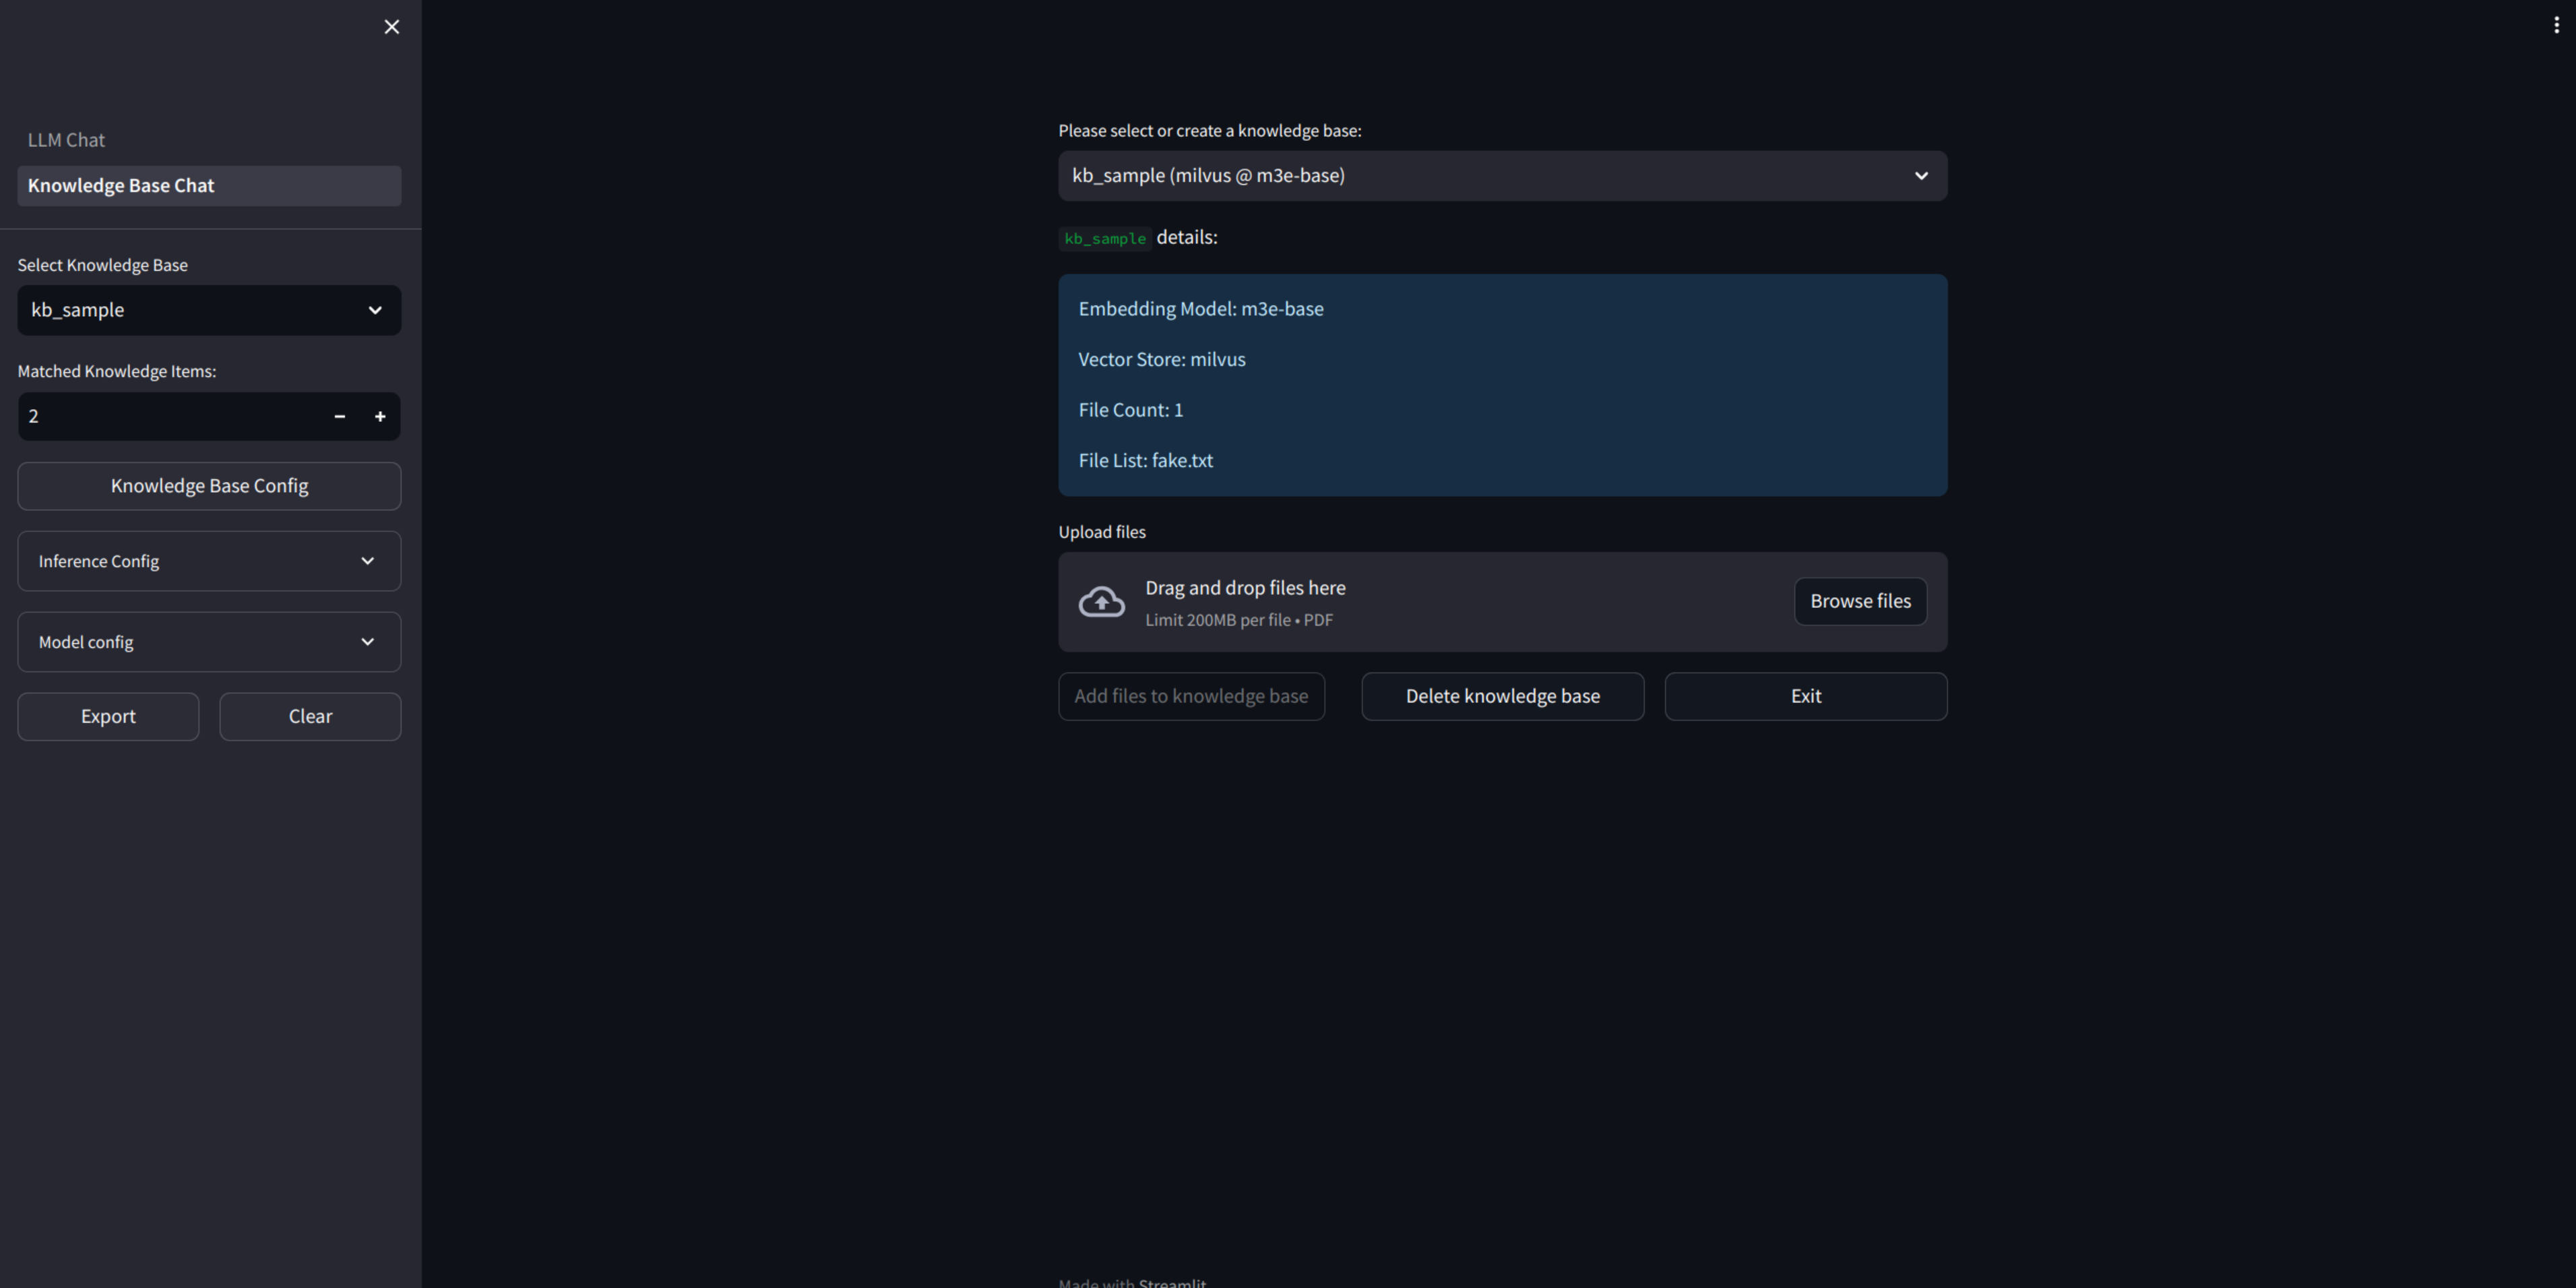 LLM Chat
Knowledge Base Chat
Select Knowledge Base
kb_sample
Matched Knowledge Items:
2
Knowledge Base Config
Inference Config
Model config
Export
Clear
Please select or create a knowledge base:
kb_sample (milvus @ m3e-base)
kb_sample details:
Embedding Model: m3e-base
Vector Store: milvus
File Count: 1
File List: fake.txt
Upload files
Drag and drop files here
Limit 200MB per file • PDF
Browse files
Add files to knowledge base
Delete knowledge base
Exit
Made with Streamlit